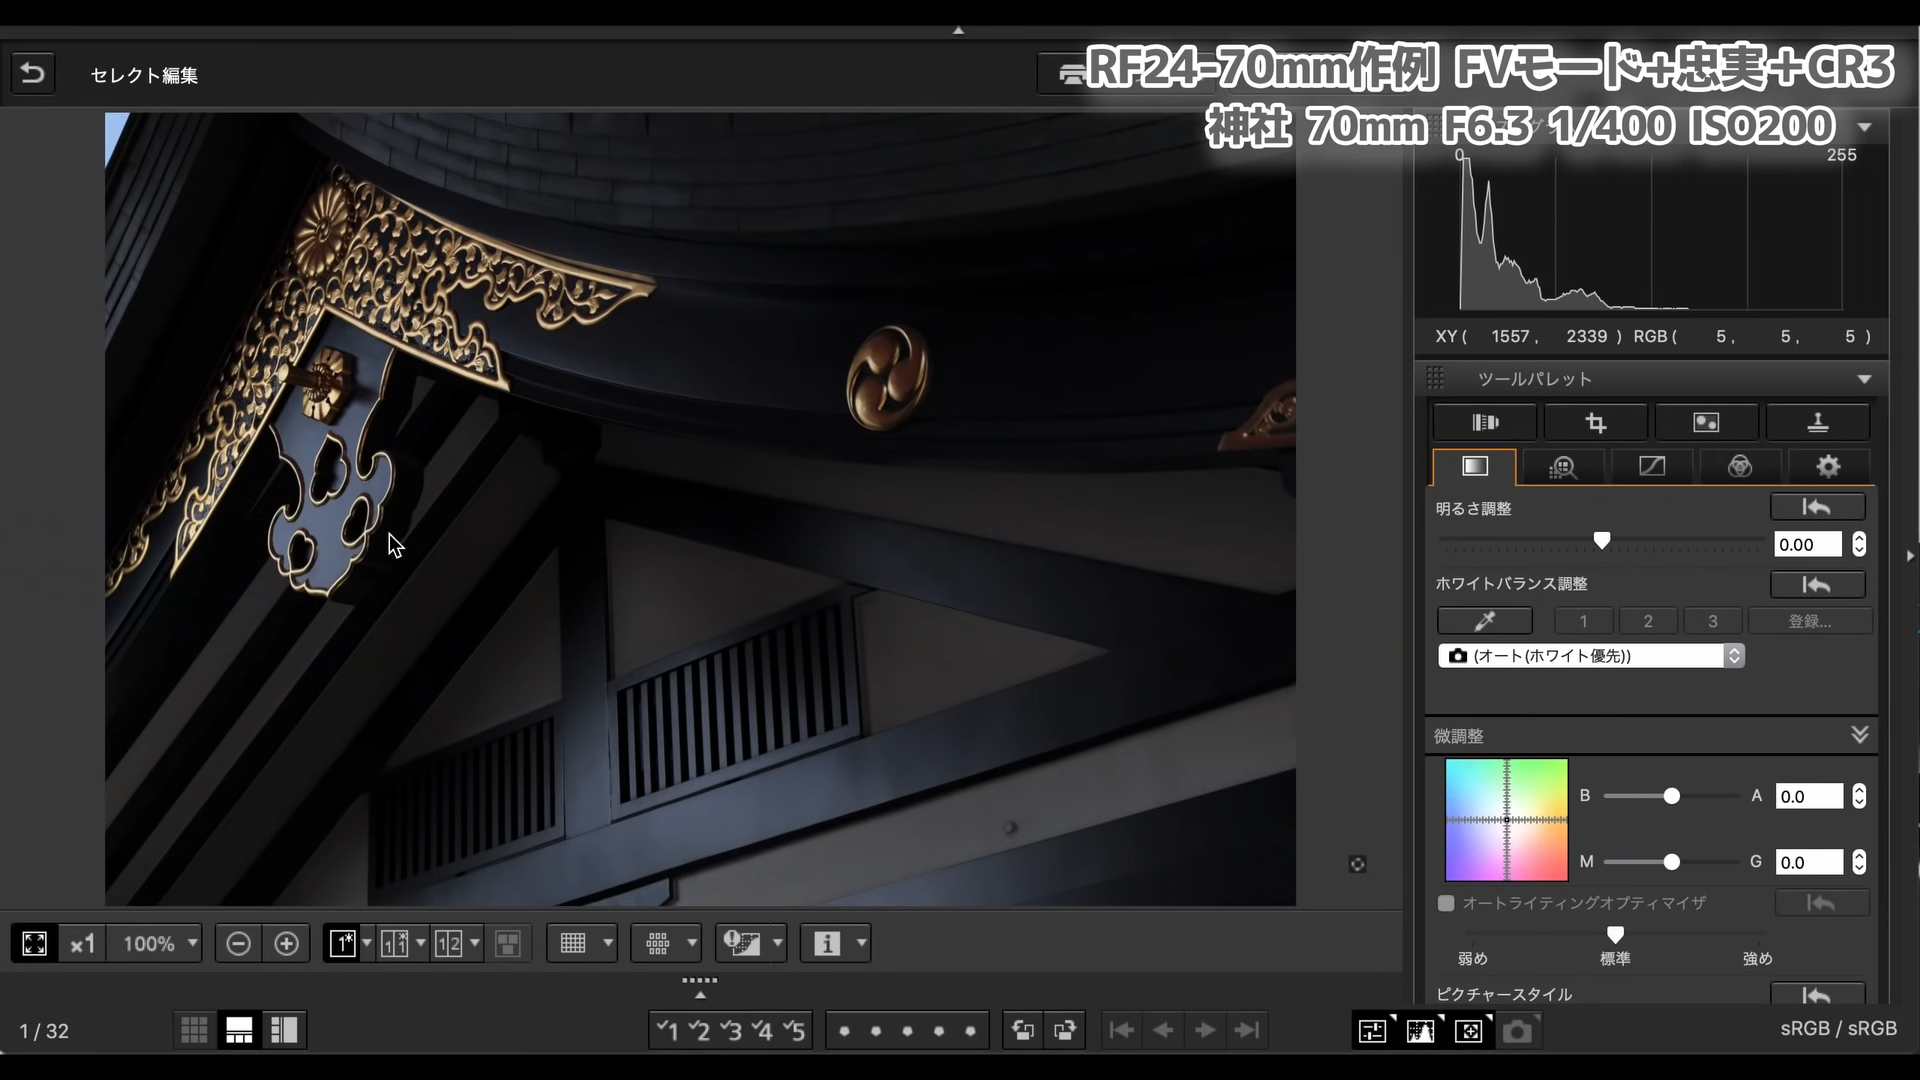 セレクト編集
RF24-70mm作例 FVモード+忠実+CR3
神社 70mm F6.3 1/400 ISO200
0
255
XY( 1557, 2339 ) RGB( 5, 5, 5 )
ツールパレット
明るさ調整
0.00
ホワイトバランス調整
1 2 3 登録...
(オート(ホワイト優先))
微調整
B A 0.0
M G 0.0
オートライティングオプティマイザ
弱め 標準 強め
ピクチャースタイル
×1 100%
1 / 32
1 2 3 4 5
sRGB / sRGB